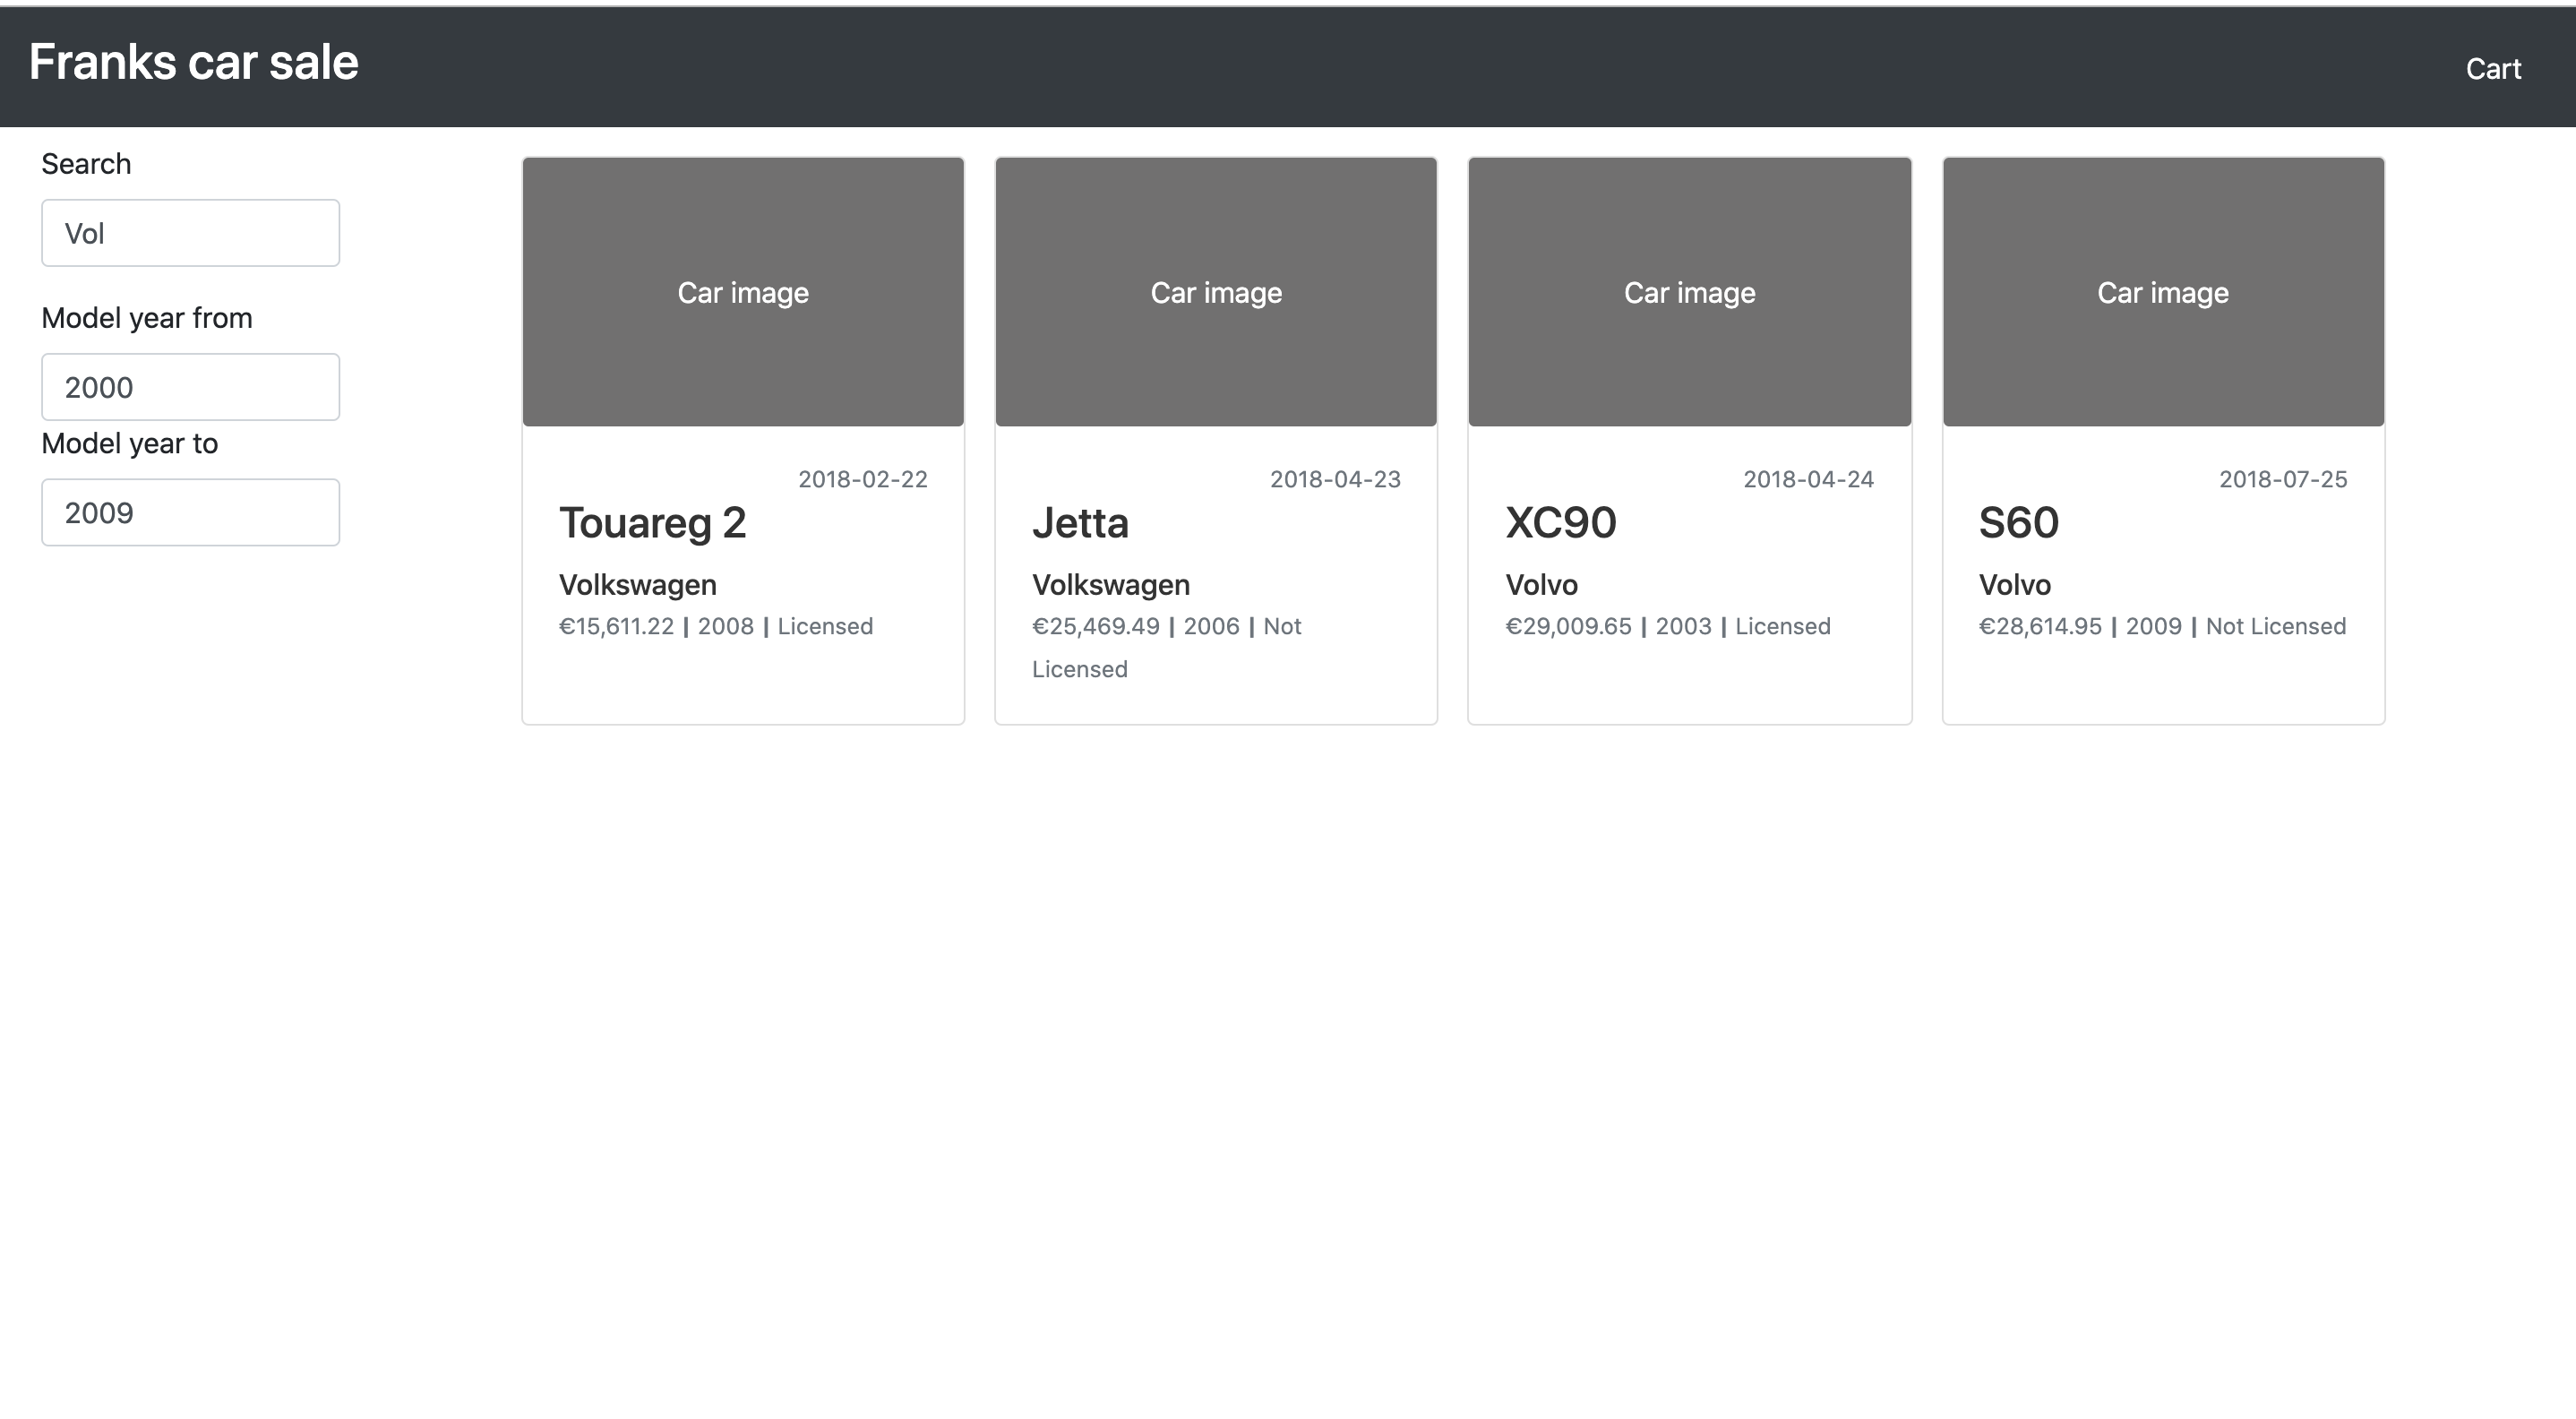 Franks car sale
Cart
Search
Vol
Model year from
2000
Model year to
2009
Car image
2018-02-22
Touareg 2
Volkswagen
€15,611.22 | 2008 | Licensed
Car image
2018-04-23
Jetta
Volkswagen
€25,469.49 | 2006 | Not
Licensed
Car image
2018-04-24
XC90
Volvo
€29,009.65 | 2003 | Licensed
Car image
2018-07-25
S60
Volvo
€28,614.95 | 2009 | Not Licensed